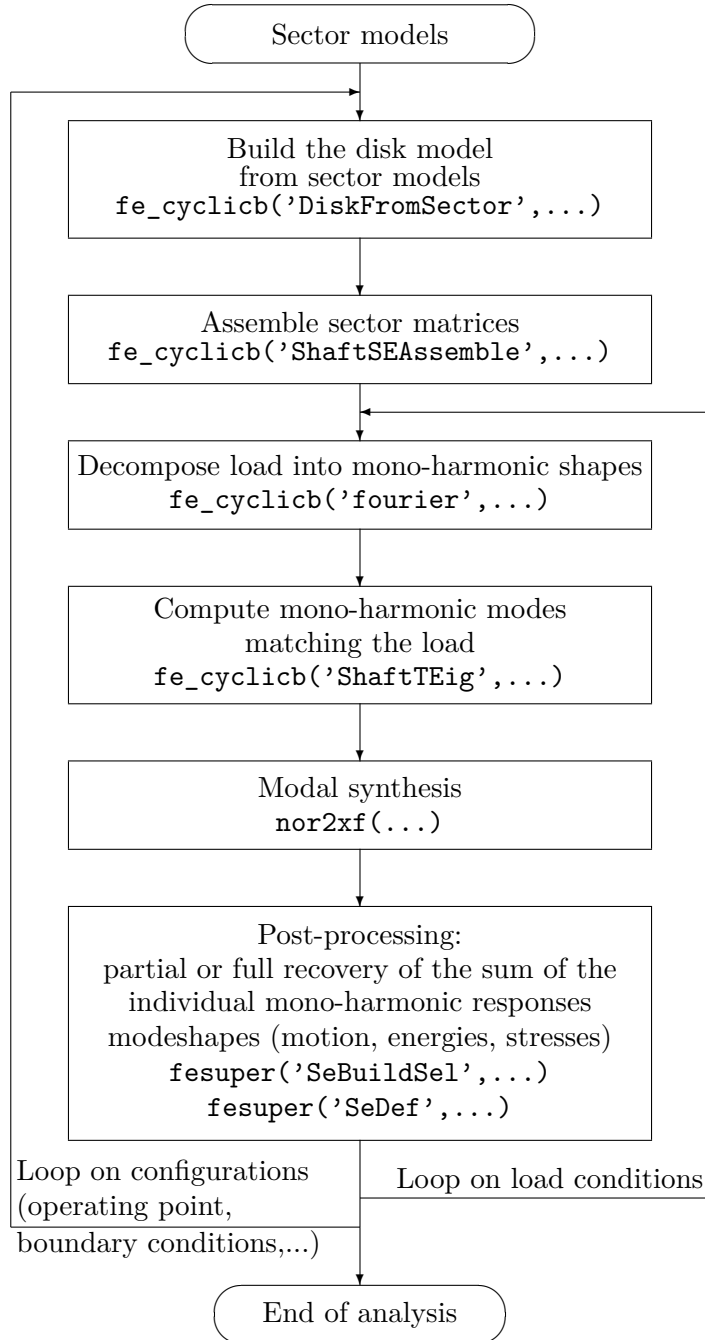 Sector models
Build the disk model
from sector models
fe_cyclicb('DiskFromSector',...)
Assemble sector matrices
fe_cyclicb('ShaftSEAssemble',...)
Decompose load into mono-harmonic shapes
fe_cyclicb('fourier',...)
Compute mono-harmonic modes
matching the load
fe_cyclicb('ShaftTEig',...)
Modal synthesis
nor2xf(...)
Post-processing:
partial or full recovery of the sum of the
individual mono-harmonic responses
modeshapes (motion, energies, stresses)
fesuper('SeBuildSel',...)
fesuper('SeDef',...)
Loop on configurations
(operating point,
boundary conditions,...)
Loop on load conditions
End of analysis